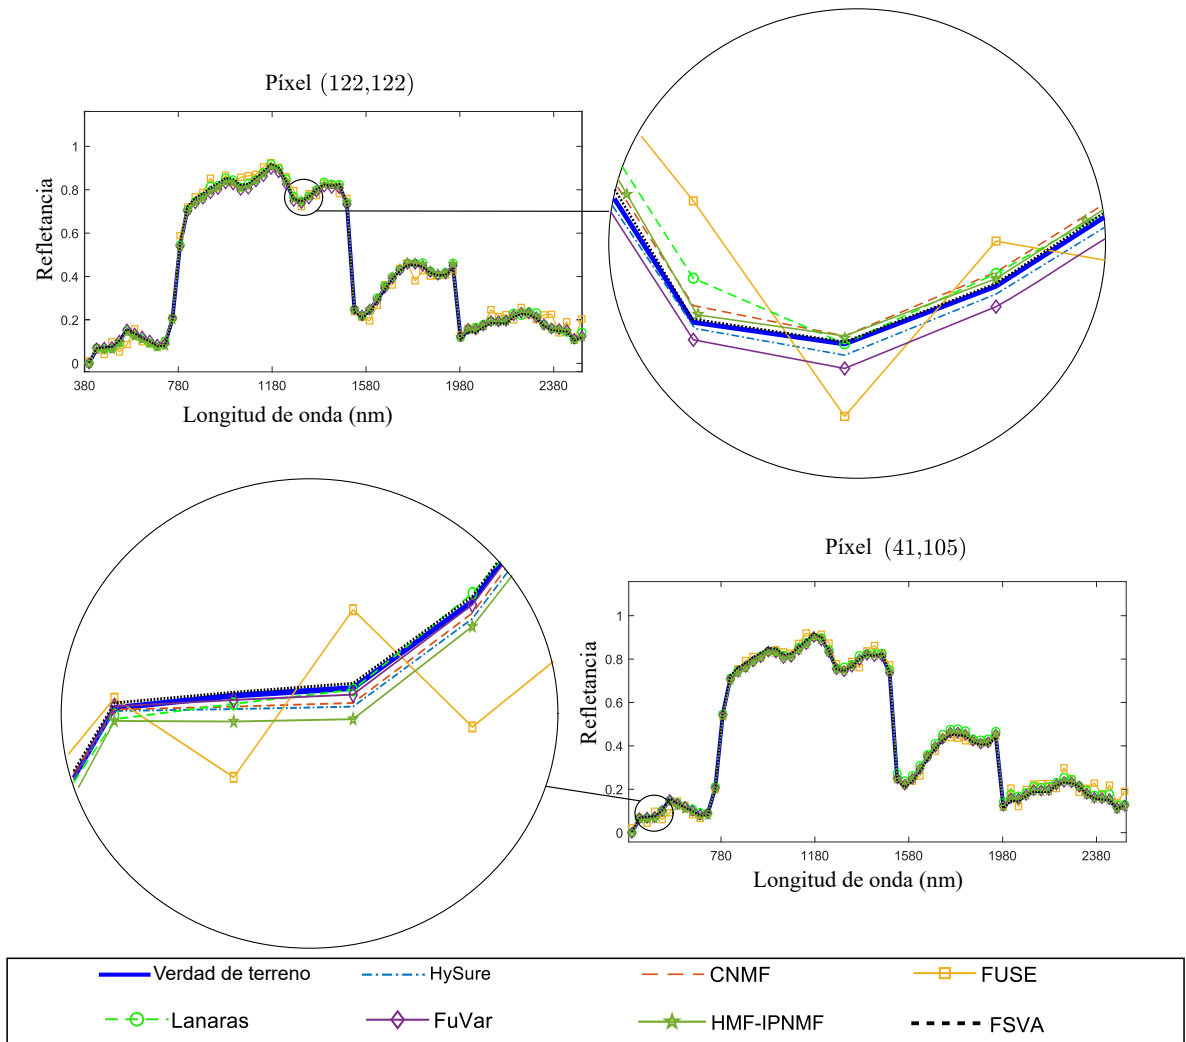 Píxel (122,122)
Refletancia
1
0.8
0.6
0.4
0.2
0
380 780 1180 1580 1980 2380
Longitud de onda (nm)
Píxel (41,105)
Refletancia
1
0.8
0.6
0.4
0.2
0
780 1180 1580 1980 2380
Longitud de onda (nm)
Verdad de terreno HySure CNMF FUSE
Lanaras FuVar HMF-IPNMF FSVA